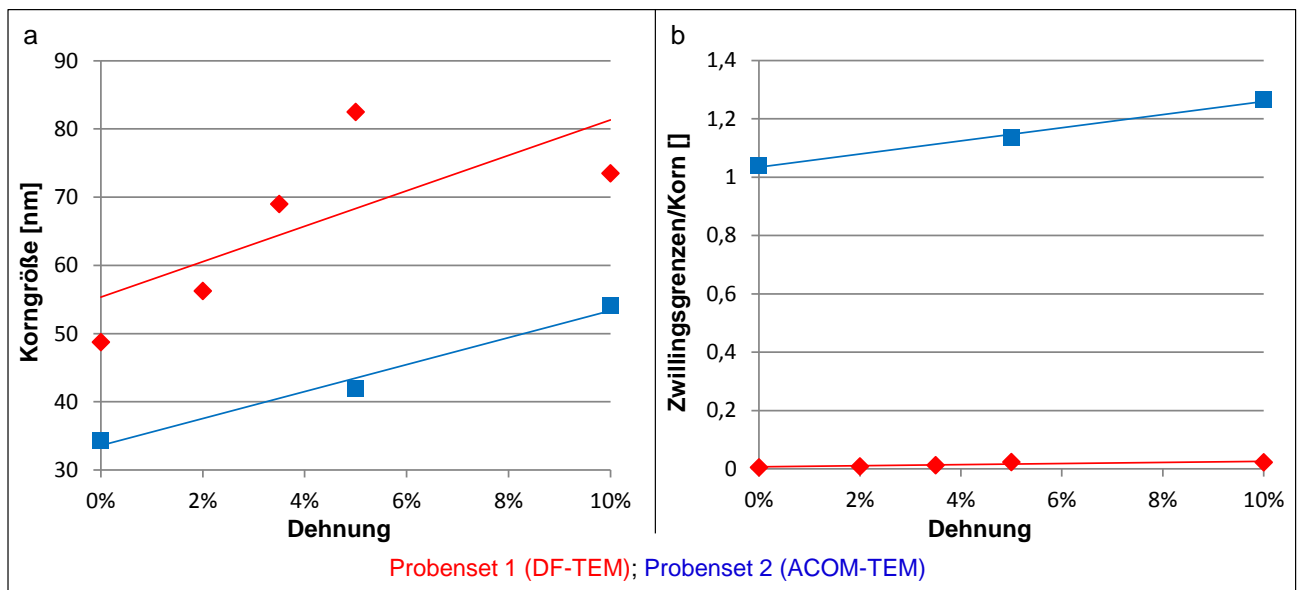 a
90
80
70
60
50
40
30
Korngröße [nm]
0% 2% 4% 6% 8% 10%
Dehnung
b
1,4
1,2
1
0,8
0,6
0,4
0,2
0
Zwillingsgrenzen/Korn []
0% 2% 4% 6% 8% 10%
Dehnung
Probenset 1 (DF-TEM); Probenset 2 (ACOM-TEM)